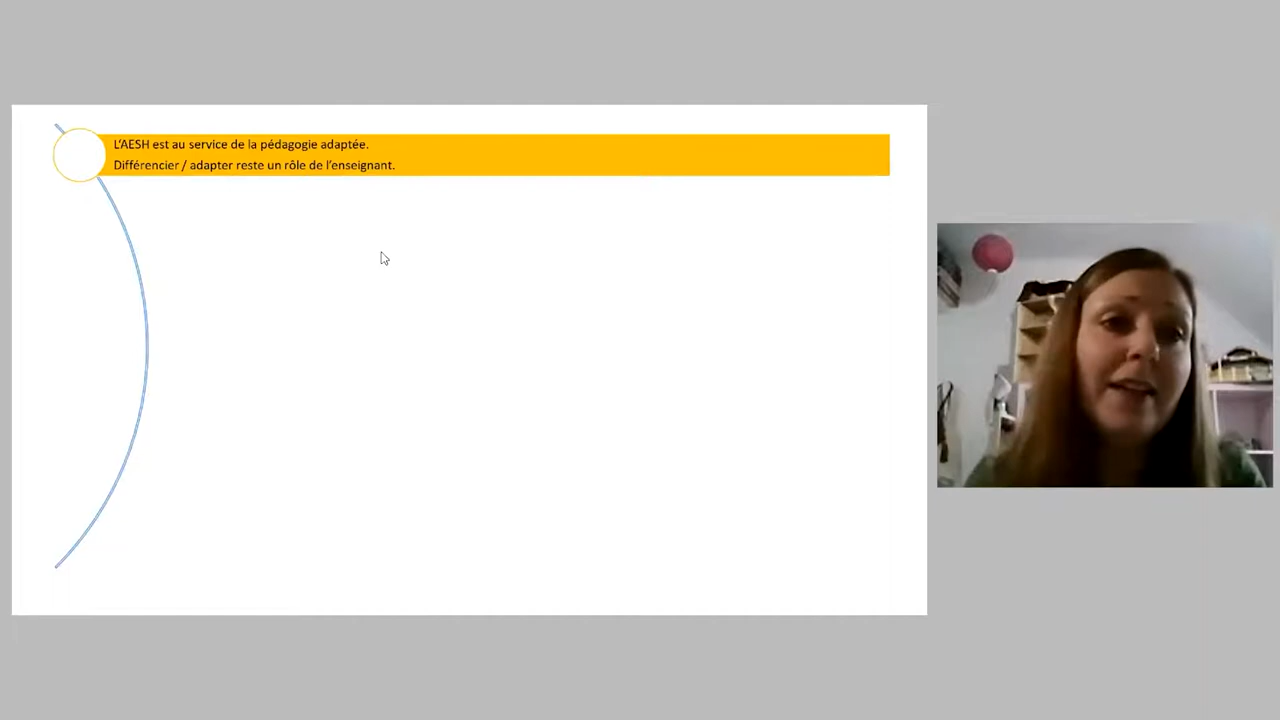 L'AESH est au service de la pédagogie adaptée.
Différencier / adapter reste un rôle de l'enseignant.